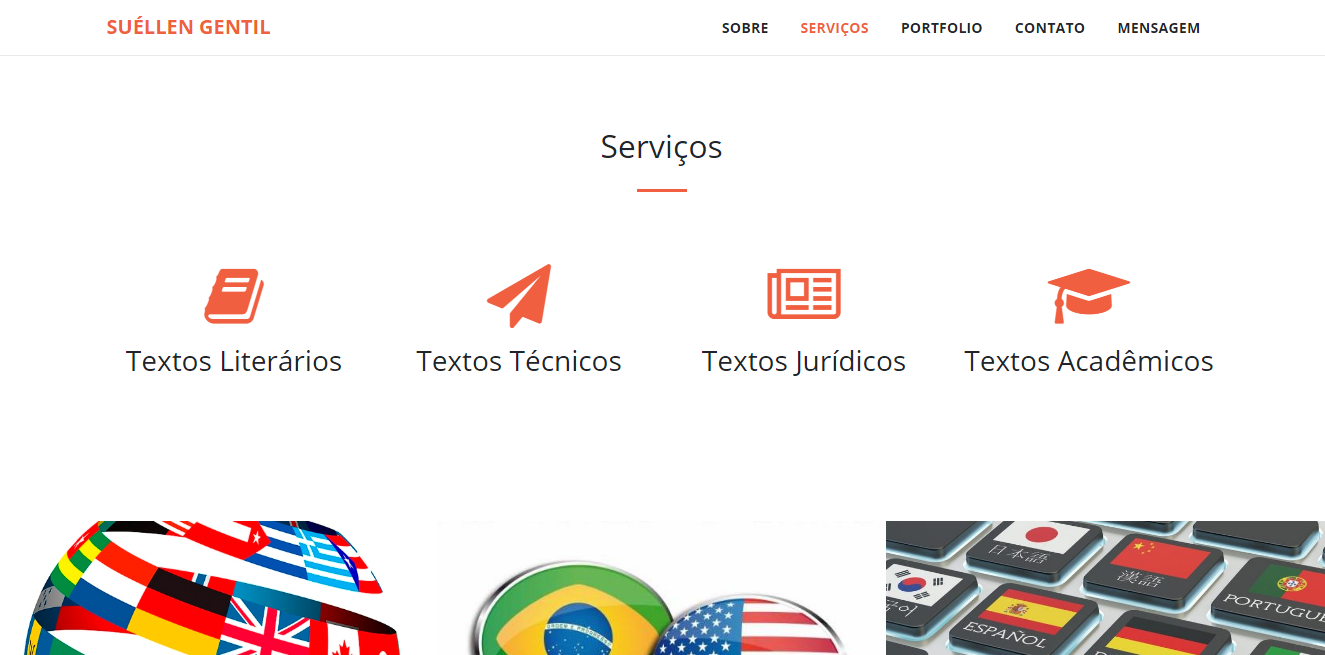 SUÉLLEN GENTIL
SOBRE SERVIÇOS PORTFOLIO CONTATO MENSAGEM
Serviços
Textos Literários Textos Técnicos Textos Jurídicos Textos Acadêmicos
日本語
漢語
ESPAÑOL
PORTUGU